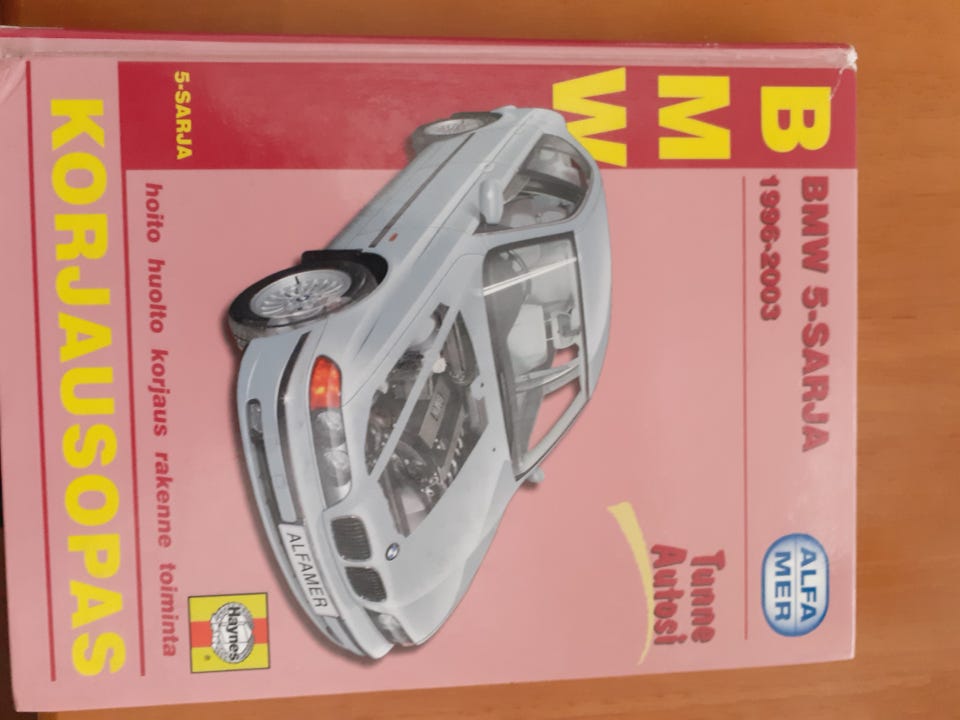 B
M
W
BMW 5-SARJA
1996-2003
ALFA
MER
Tunne
Autosi
ALFAMER
Haynes
®
5-SARJA
hoito huolto korjaus rakenne toiminta
KORJAUSOPAS